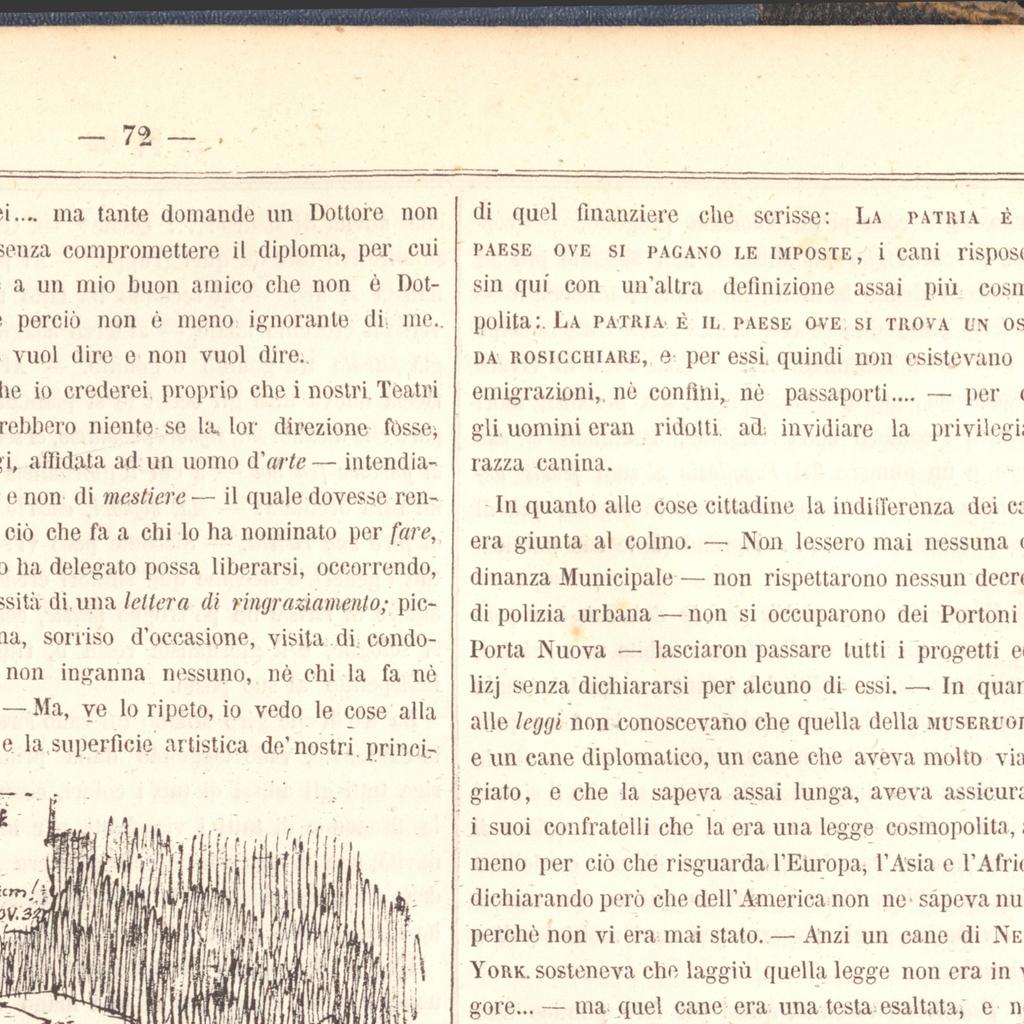 — 72 —
ei.... ma tante domande un Dottore non
senza compromettere il diploma, per cui
a un mio buon amico che non è Dot-
perciò non è meno ignorante di me.
vuol dire e non vuol dire.
he io crederei proprio che i nostri Teatri
rebbero niente se la lor direzione fosse,
gi, affidata ad un uomo d'arte — intendia-
e non di mestiere — il quale dovesse ren-
ciò che fa a chi lo ha nominato per fare,
o ha delegato possa liberarsi, occorrendo,
ssità di una lettera di ringraziamento; pic-
na, sorriso d'occasione, visita di condo-
non inganna nessuno, nè chi la fa nè
— Ma, ve lo ripeto, io vedo le cose alla
e la superficie artistica de' nostri princi-
um!
OV. 32
di quel finanziere che scrisse: LA PATRIA È
PAESE OVE SI PAGANO LE IMPOSTE, i cani rispose
sin quí con un'altra definizione assai più cosm
polita: LA PATRIA È IL PAESE OVE SI TROVA UN OS
DA ROSICCHIARE, e per essi quindi non esistevano
emigrazioni, nè confini, nè passaporti.... — per c
gli uomini eran ridotti ad invidiare la privilegia
razza canina.
In quanto alle cose cittadine la indifferenza dei ca
era giunta al colmo. — Non lessero mai nessuna o
dinanza Municipale — non rispettarono nessun decre
di polizia urbana — non si occuparono dei Portoni
Porta Nuova — lasciaron passare tutti i progetti ed
lizj senza dichiararsi per alcuno di essi. — In quan
alle leggi non conoscevano che quella della MUSERUOL
e un cane diplomatico, un cane che aveva molto via
giato, e che la sapeva assai lunga, aveva assicura
i suoi confratelli che la era una legge cosmopolita, a
meno per ciò che risguarda l'Europa, l'Asia e l'Afric
dichiarando però che dell'America non ne sapeva nu
perchè non vi era mai stato. — Anzi un cane di NE
YORK sosteneva che laggiù quella legge non era in v
gore... — ma quel cane era una testa esaltata, e n